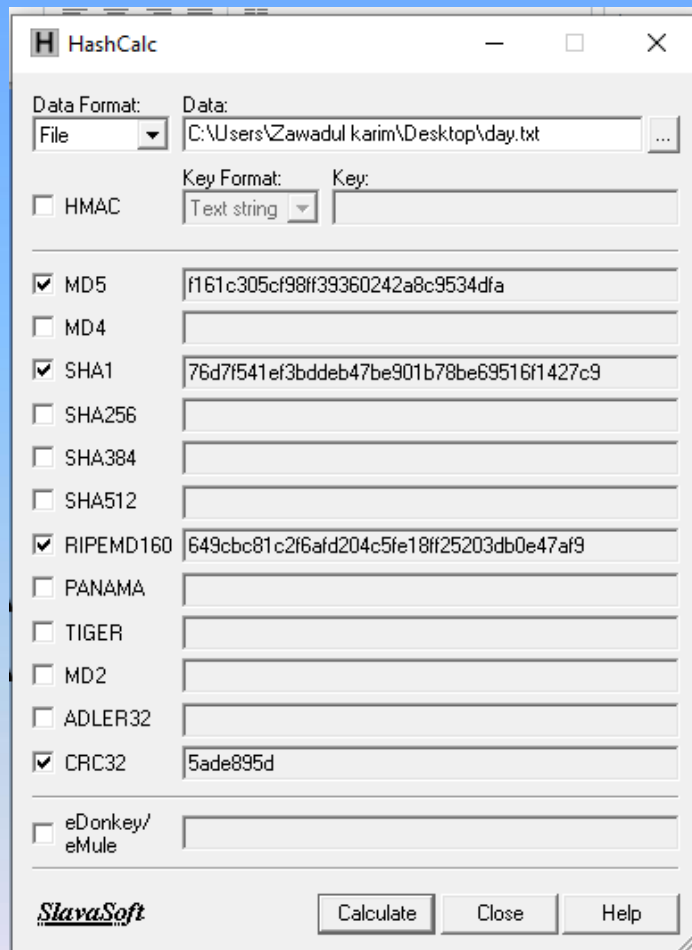 H HashCalc
Data Format: Data:
File C:\Users\Zawadul karim\Desktop\day.txt ...
Key Format: Key:
HMAC Text string
MD5 f161c305cf98ff39360242a8c9534dfa
MD4
SHA1 76d7f541ef3bddeb47be901b78be69516f1427c9
SHA256
SHA384
SHA512
RIPEMD160 649cbc81c2f6afd204c5fe18ff25203db0e47af9
PANAMA
TIGER
MD2
ADLER32
CRC32 5ade895d
eDonkey/
eMule
SlavaSoft Calculate Close Help